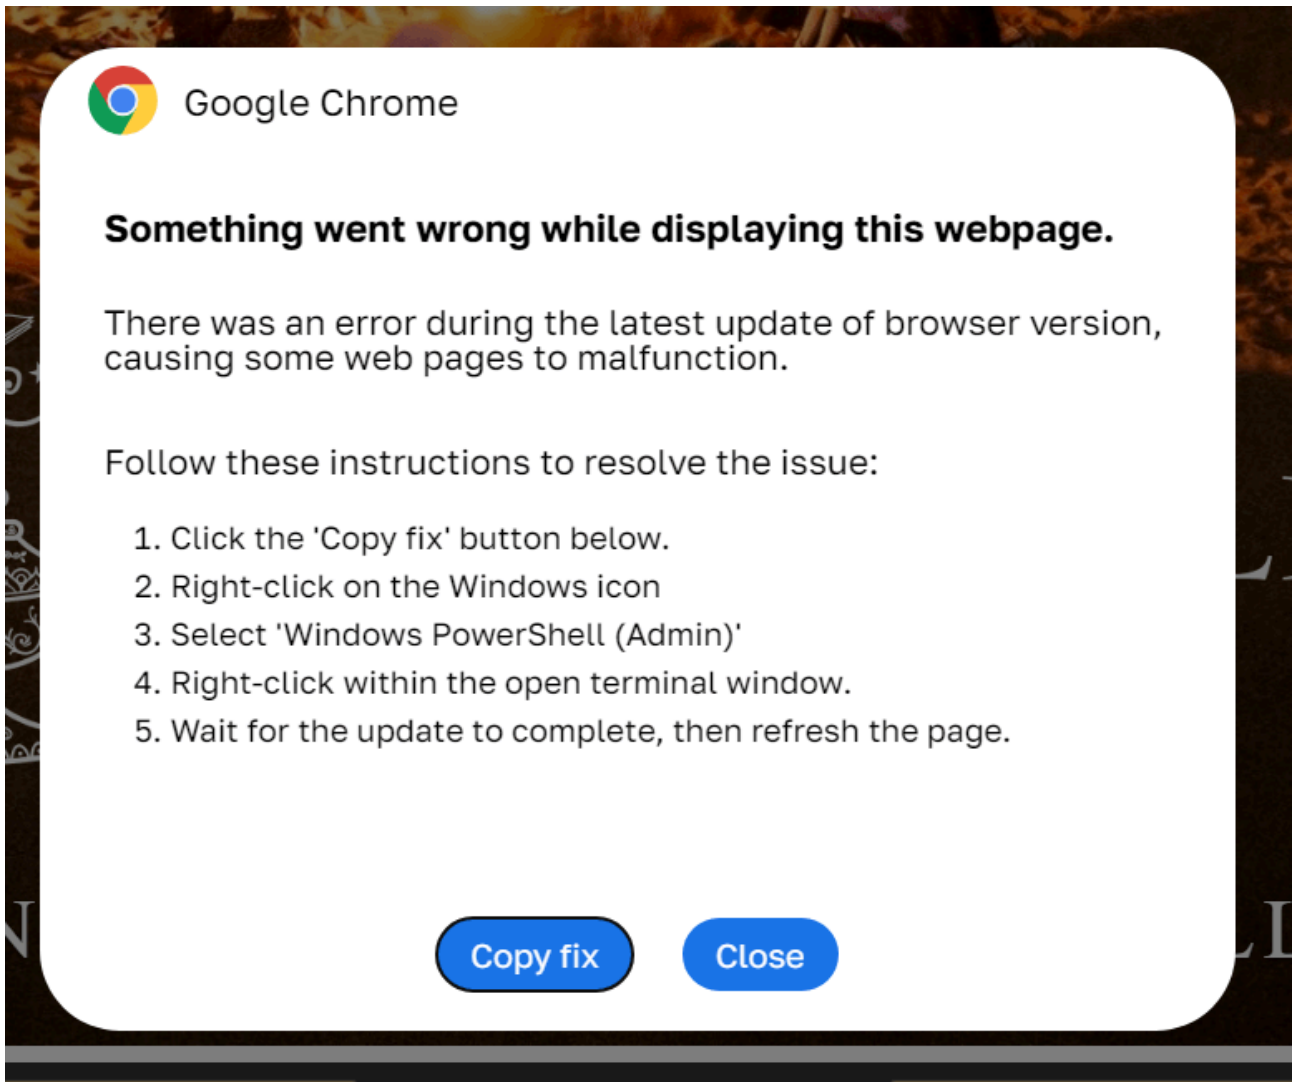 Google Chrome
Something went wrong while displaying this webpage.
There was an error during the latest update of browser version,
causing some web pages to malfunction.
Follow these instructions to resolve the issue:
1. Click the 'Copy fix' button below.
2. Right-click on the Windows icon
3. Select 'Windows PowerShell (Admin)'
4. Right-click within the open terminal window.
5. Wait for the update to complete, then refresh the page.
Copy fix
Close